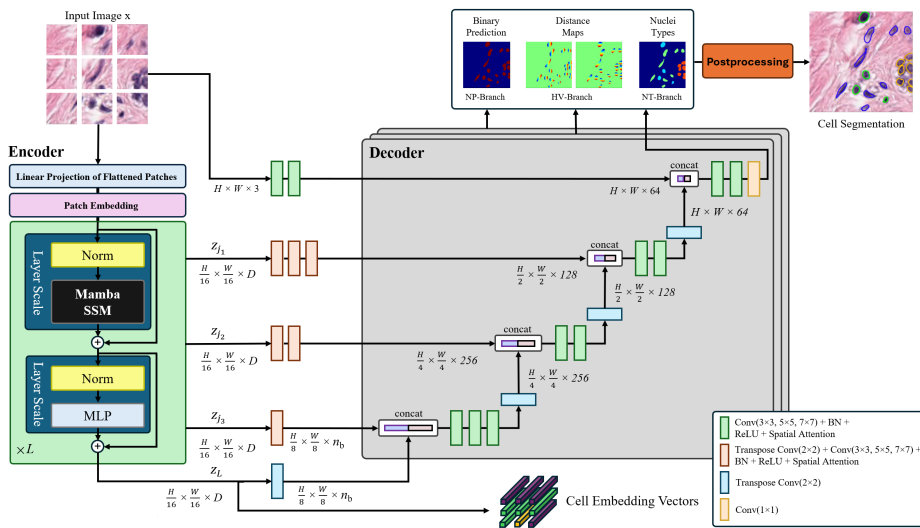 Input Image x
Binary
Prediction
Distance
Maps
Nuclei
Types
NP-Branch
HV-Branch
NT-Branch
Postprocessing
Cell Segmentation
Encoder
Linear Projection of Flattened Patches
Patch Embedding
Layer Scale
Norm
Mamba
SSM
+
Layer Scale
Norm
MLP
+
×L
H × W × 3
z_{j_1}
H/16 × W/16 × D
z_{j_2}
H/16 × W/16 × D
z_{j_3}
H/16 × W/16 × D
H/8 × W/8 × n_b
z_L
H/16 × W/16 × D
H/8 × W/8 × n_b
Decoder
concat
H × W × 64
H × W × 64
concat
H/2 × W/2 × 128
H/2 × W/2 × 128
concat
H/4 × W/4 × 256
H/4 × W/4 × 256
concat
Cell Embedding Vectors
Conv(3×3, 5×5, 7×7) + BN +
ReLU + Spatial Attention
Transpose Conv(2×2) + Conv(3×3, 5×5, 7×7) +
BN + ReLU + Spatial Attention
Transpose Conv(2×2)
Conv(1×1)